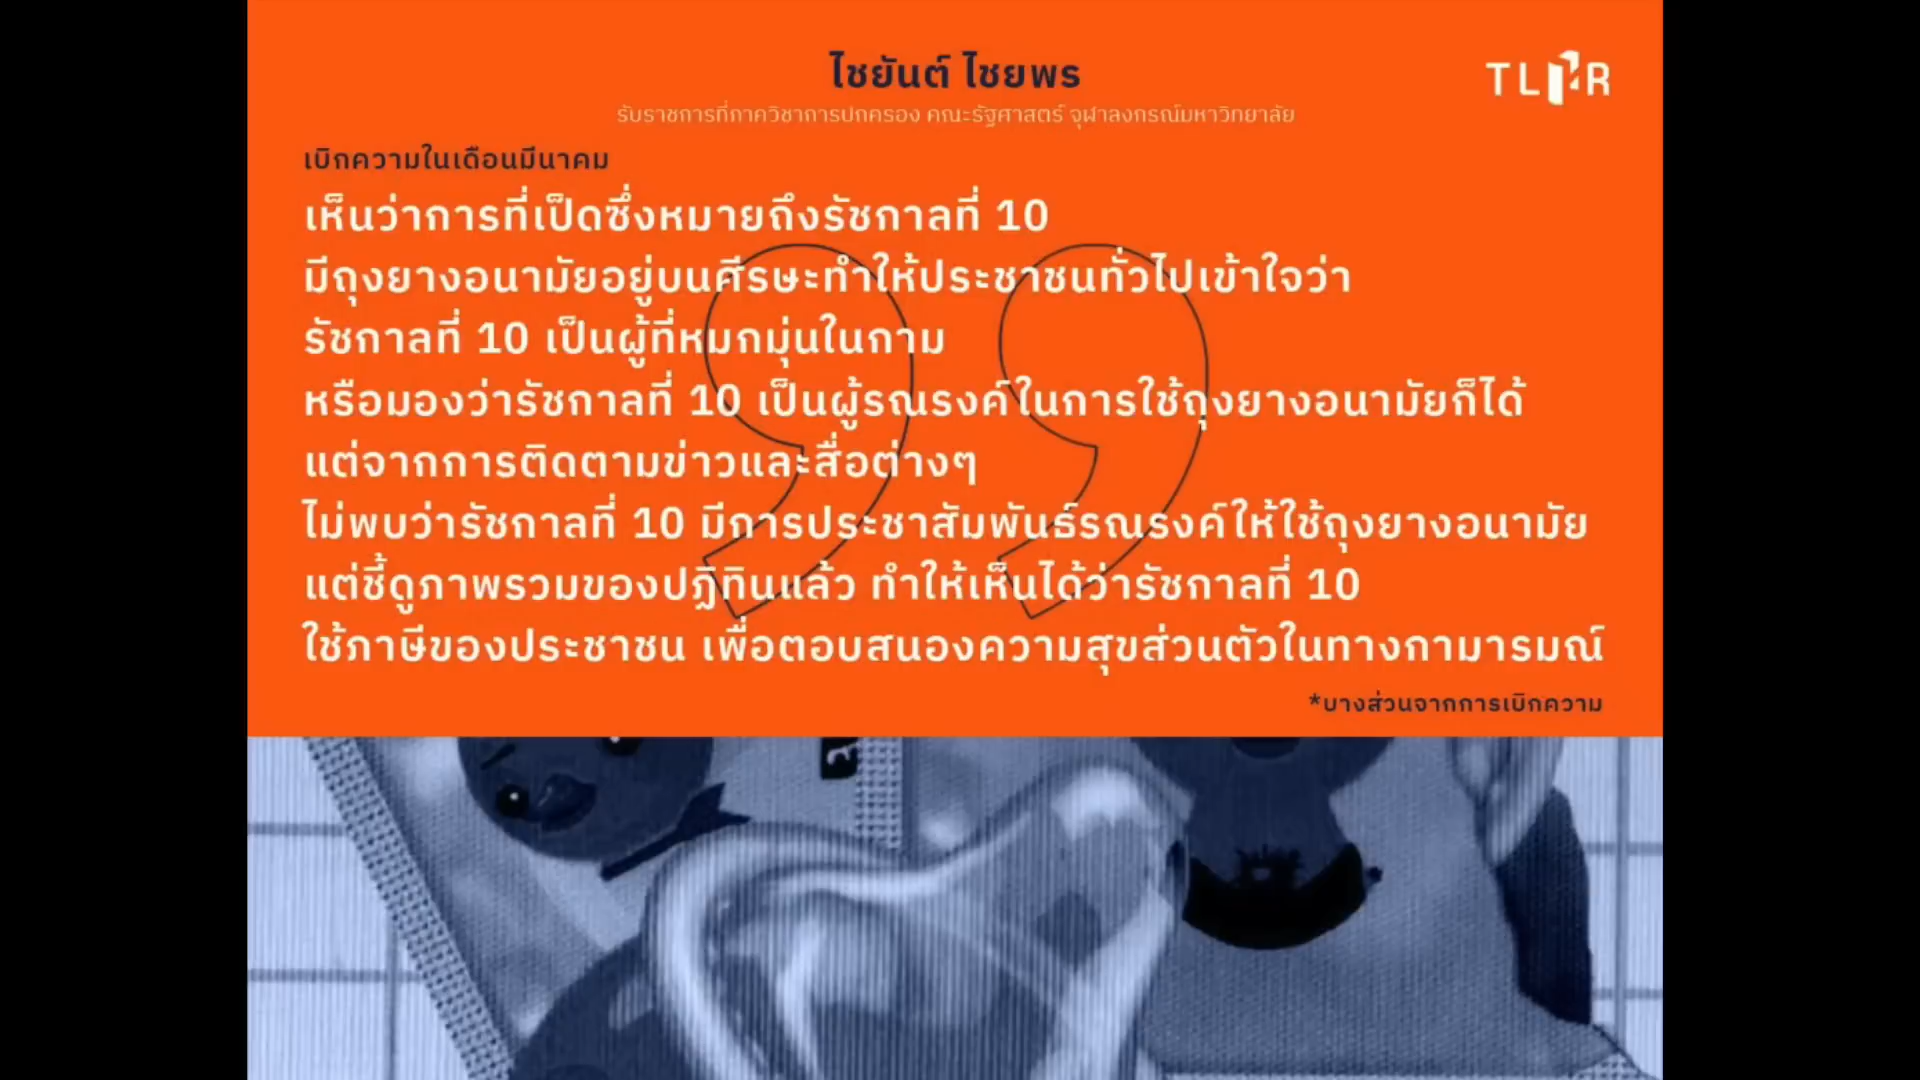 ไชยันต์ ไชยพร
TLHR
รับราชการที่ภาควิชาการปกครอง คณะรัฐศาสตร์ จุฬาลงกรณ์มหาวิทยาลัย
เบิกความในเดือนมีนาคม
เห็นว่าการที่เป็ดซึ่งหมายถึงรัชกาลที่ 10
มีถุงยางอนามัยอยู่บนศีรษะทำให้ประชาชนทั่วไปเข้าใจว่า
รัชกาลที่ 10 เป็นผู้ที่หมกมุ่นในกาม
หรือมองว่ารัชกาลที่ 10 เป็นผู้รณรงค์ในการใช้ถุงยางอนามัยก็ได้
แต่จากการติดตามข่าวและสื่อต่างๆ
ไม่พบว่ารัชกาลที่ 10 มีการประชาสัมพันธ์รณรงค์ให้ใช้ถุงยางอนามัย
แต่ชี้ดูภาพรวมของปฏิทินแล้ว ทำให้เห็นได้ว่ารัชกาลที่ 10
ใช้ภาษีของประชาชน เพื่อตอบสนองความสุขส่วนตัวในทางกามารมณ์
*บางส่วนจากการเบิกความ